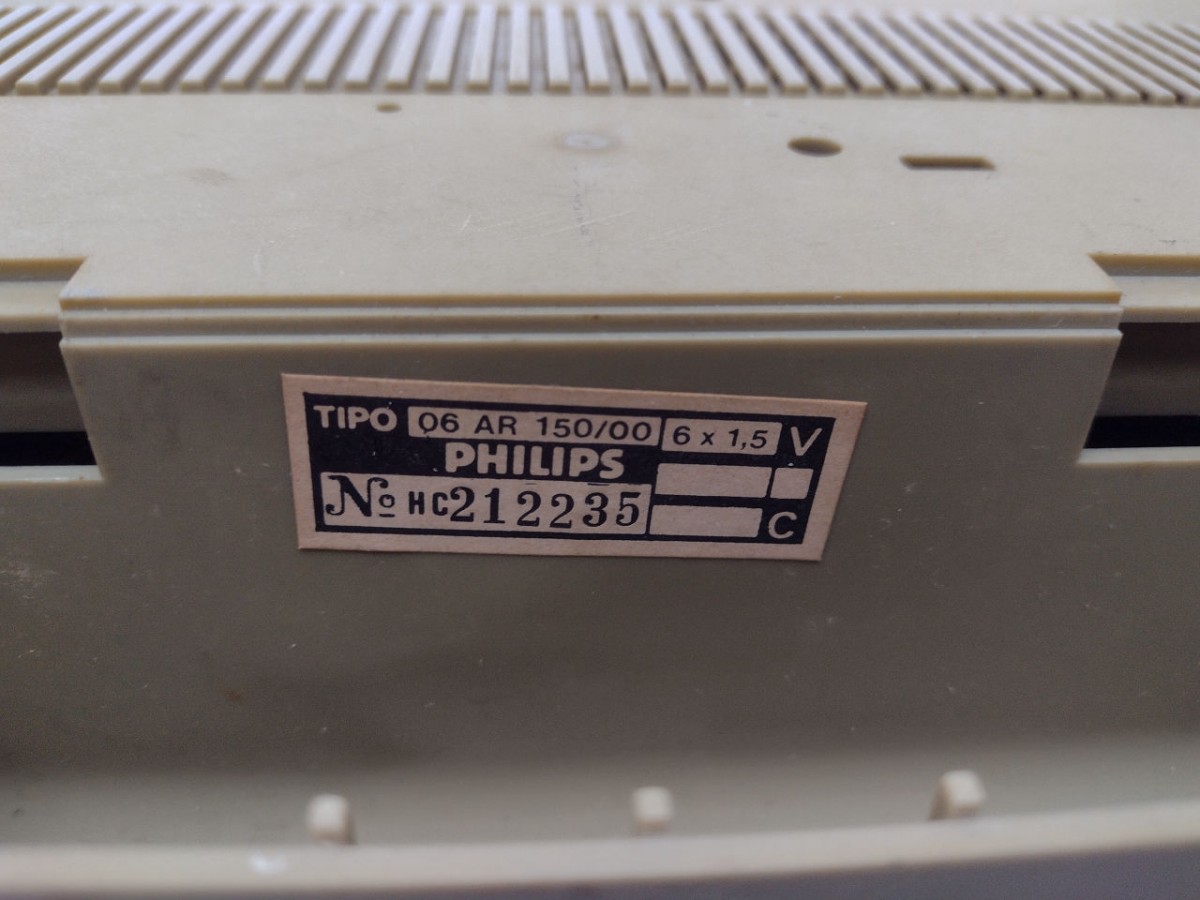 TIPO 06 AR 150/00 6 x 1,5 V
PHILIPS
No HC212235
C